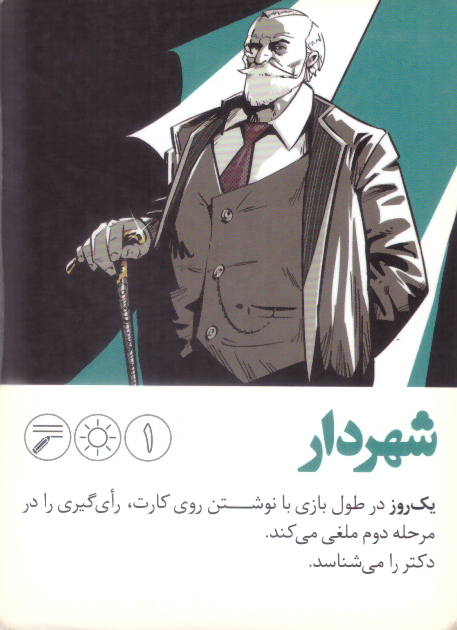 شهردار
۱
یک‌روز در طول بازی با نوشتن روی کارت، رأی‌گیری را در
مرحله دوم ملغی می‌کند.
دکتر را می‌شناسد.